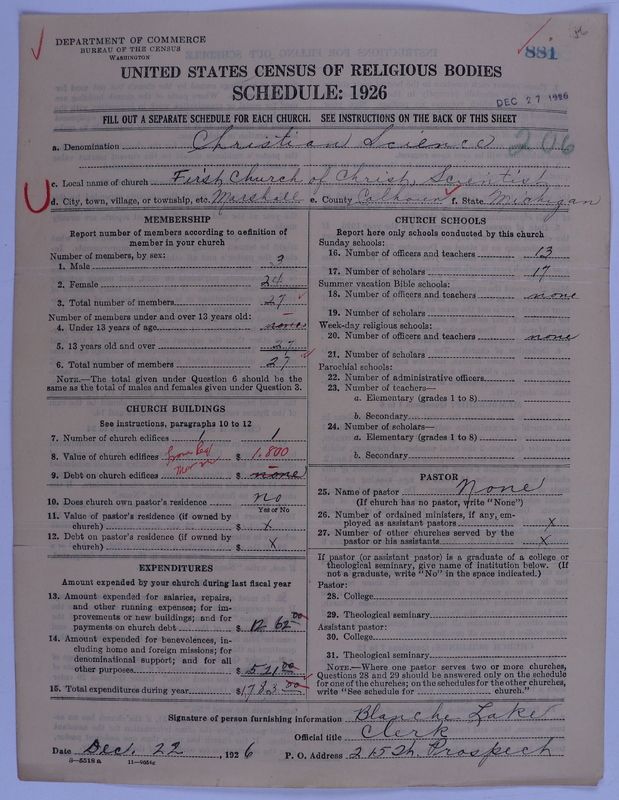 DEPARTMENT OF COMMERCE
BUREAU OF THE CENSUS
WASHINGTON
881
UNITED STATES CENSUS OF RELIGIOUS BODIES
SCHEDULE: 1926
DEC 27 1926
FILL OUT A SEPARATE SCHEDULE FOR EACH CHURCH. SEE INSTRUCTIONS ON THE BACK OF THIS SHEET
a. Denomination Christian Science 206
c. Local name of church First Church of Christ, Scientist
d. City, town, village, or township, etc. Marshall e. County Calhoun f. State Michigan
MEMBERSHIP
Report number of members according to definition of
member in your church
Number of members, by sex:
1. Male 3
2. Female 24
3. Total number of members 27
Number of members under and over 13 years old:
4. Under 13 years of age none
5. 13 years old and over 27
6. Total number of members 27
NOTE.—The total given under Question 6 should be the
same as the total of males and females given under Question 3.
CHURCH BUILDINGS
See instructions, paragraphs 10 to 12
7. Number of church edifices 1 1
8. Value of church edifices $ 1,800
9. Debt on church edifices $ none
10. Does church own pastor's residence no
Yes or No
11. Value of pastor's residence (if owned by
church) $ x
12. Debt on pastor's residence (if owned by
church) $ x
EXPENDITURES
Amount expended by your church during last fiscal year
13. Amount expended for salaries, repairs,
and other running expenses; for im-
provements or new buildings; and for
payments on church debt $ 1262 00
14. Amount expended for benevolences, in-
cluding home and foreign missions; for
denominational support; and for all
other purposes $ 521 00
15. Total expenditures during year $ 1783 00
CHURCH SCHOOLS
Report here only schools conducted by this church
Sunday schools:
16. Number of officers and teachers 13
17. Number of scholars 17
Summer vacation Bible schools:
18. Number of officers and teachers none
19. Number of scholars
Week-day religious schools:
20. Number of officers and teachers none
21. Number of scholars
Parochial schools:
22. Number of administrative officers
23. Number of teachers—
a. Elementary (grades 1 to 8)
b. Secondary
24. Number of scholars—
a. Elementary (grades 1 to 8)
b. Secondary
PASTOR
25. Name of pastor None
(If church has no pastor, write "None")
26. Number of ordained ministers, if any, em-
ployed as assistant pastors x
27. Number of other churches served by the
pastor or his assistants x
If pastor (or assistant pastor) is a graduate of a college or
theological seminary, give name of institution below. (If
not a graduate, write "No" in the space indicated.)
Pastor:
28. College
29. Theological seminary
Assistant pastor:
30. College
31. Theological seminary
NOTE.—Where one pastor serves two or more churches,
Questions 28 and 29 should be answered only on the schedule
for one of the churches; on the schedules for the other churches,
write "See schedule for church."
Signature of person furnishing information Blanche Lake
Official title Clerk
Date Dec. 22, 1926 P. O. Address 215 Prospect
8—5518a 11—9054c